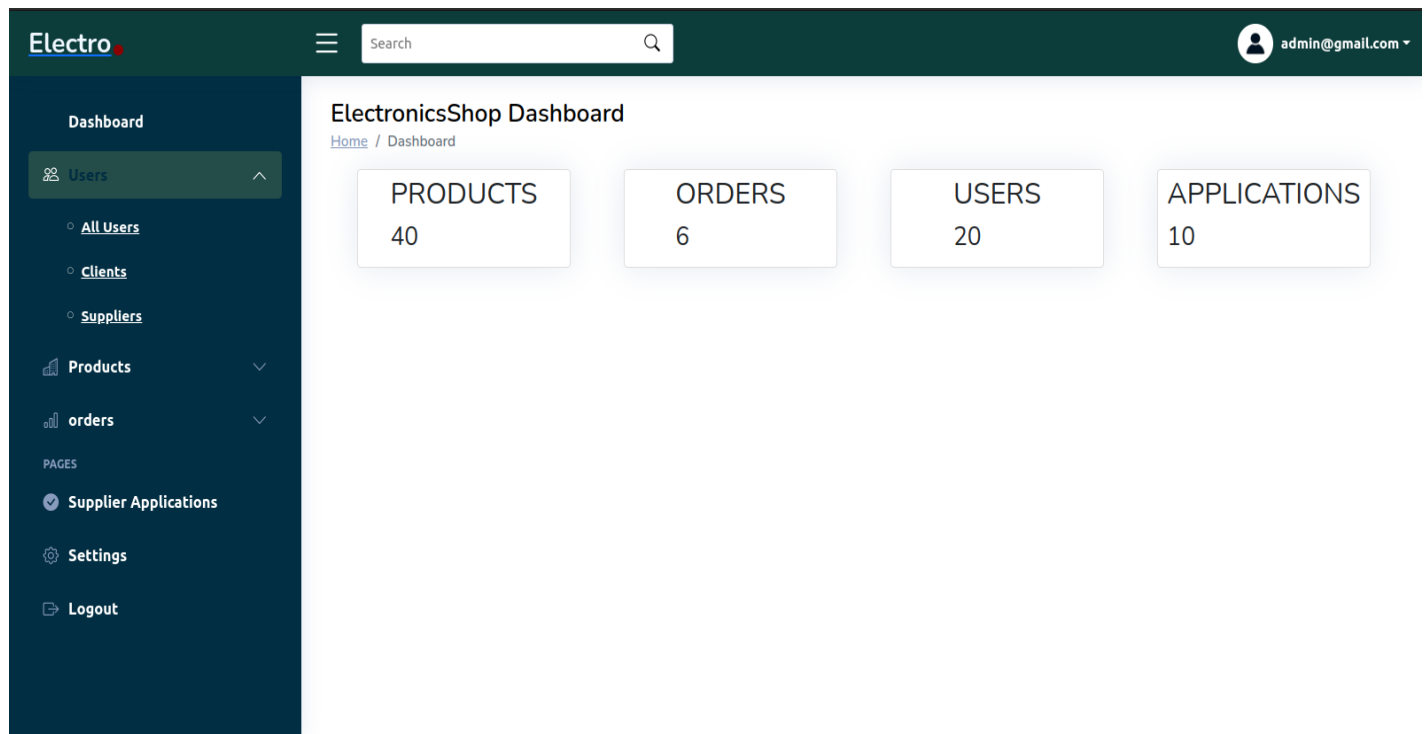 Electro.
Search
admin@gmail.com
Dashboard
Users
All Users
Clients
Suppliers
Products
orders
PAGES
Supplier Applications
Settings
Logout
ElectronicsShop Dashboard
Home / Dashboard
PRODUCTS
40
ORDERS
6
USERS
20
APPLICATIONS
10